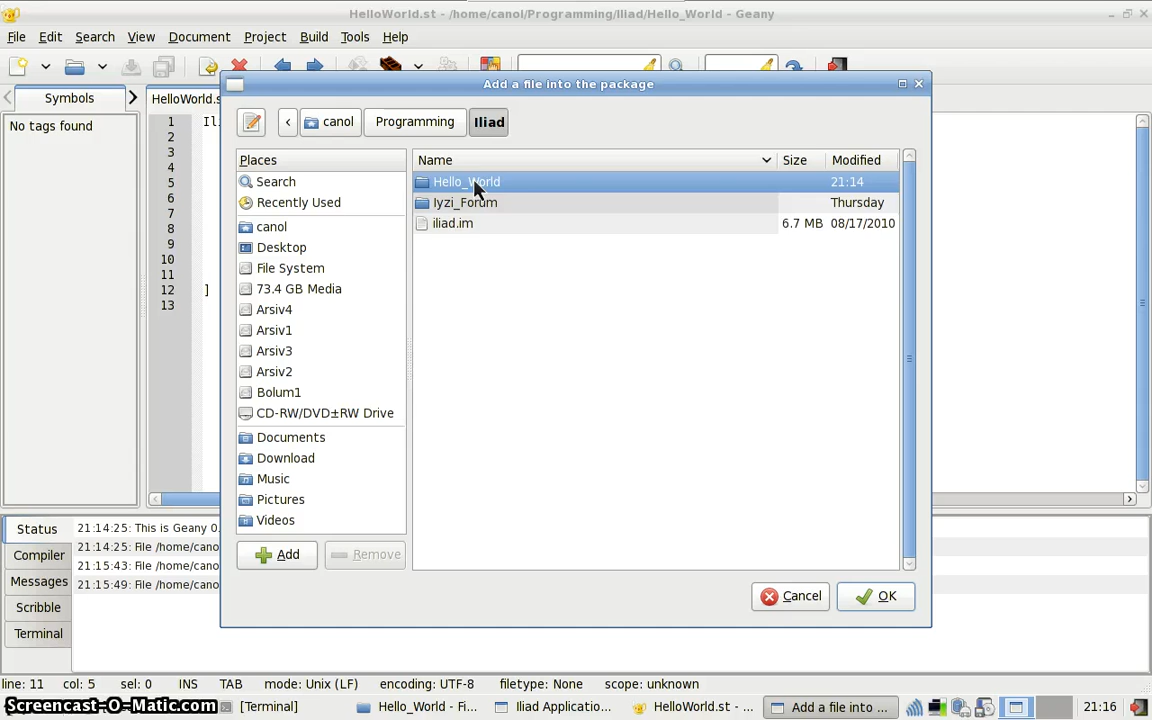 HelloWorld.st - /home/canol/Programming/Iliad/Hello_World - Geany
File Edit Search View Document Project Build Tools Help
Symbols
HelloWorld.s
No tags found
1
2
3
4
5
6
7
8
9
10
11
12
13
]
Add a file into the package
canol Programming Iliad
Places
Search
Recently Used
canol
Desktop
File System
73.4 GB Media
Arsiv4
Arsiv1
Arsiv3
Arsiv2
Bolum1
CD-RW/DVD±RW Drive
Documents
Download
Music
Pictures
Videos
Add Remove
Name Size Modified
Hello_World 21:14
Iyzi_Forum Thursday
iliad.im 6.7 MB 08/17/2010
Cancel OK
Status
Compiler
Messages
Scribble
Terminal
21:14:25: This is Geany 0.
21:14:25: File /home/cano
21:15:43: File /home/cano
21:15:49: File /home/cano
line: 11 col: 5 sel: 0 INS TAB mode: Unix (LF) encoding: UTF-8 filetype: None scope: unknown
Screencast-O-Matic.com
[Terminal] Hello_World - Fi... Iliad Applicatio... HelloWorld.st - ... Add a file into ... 21:16